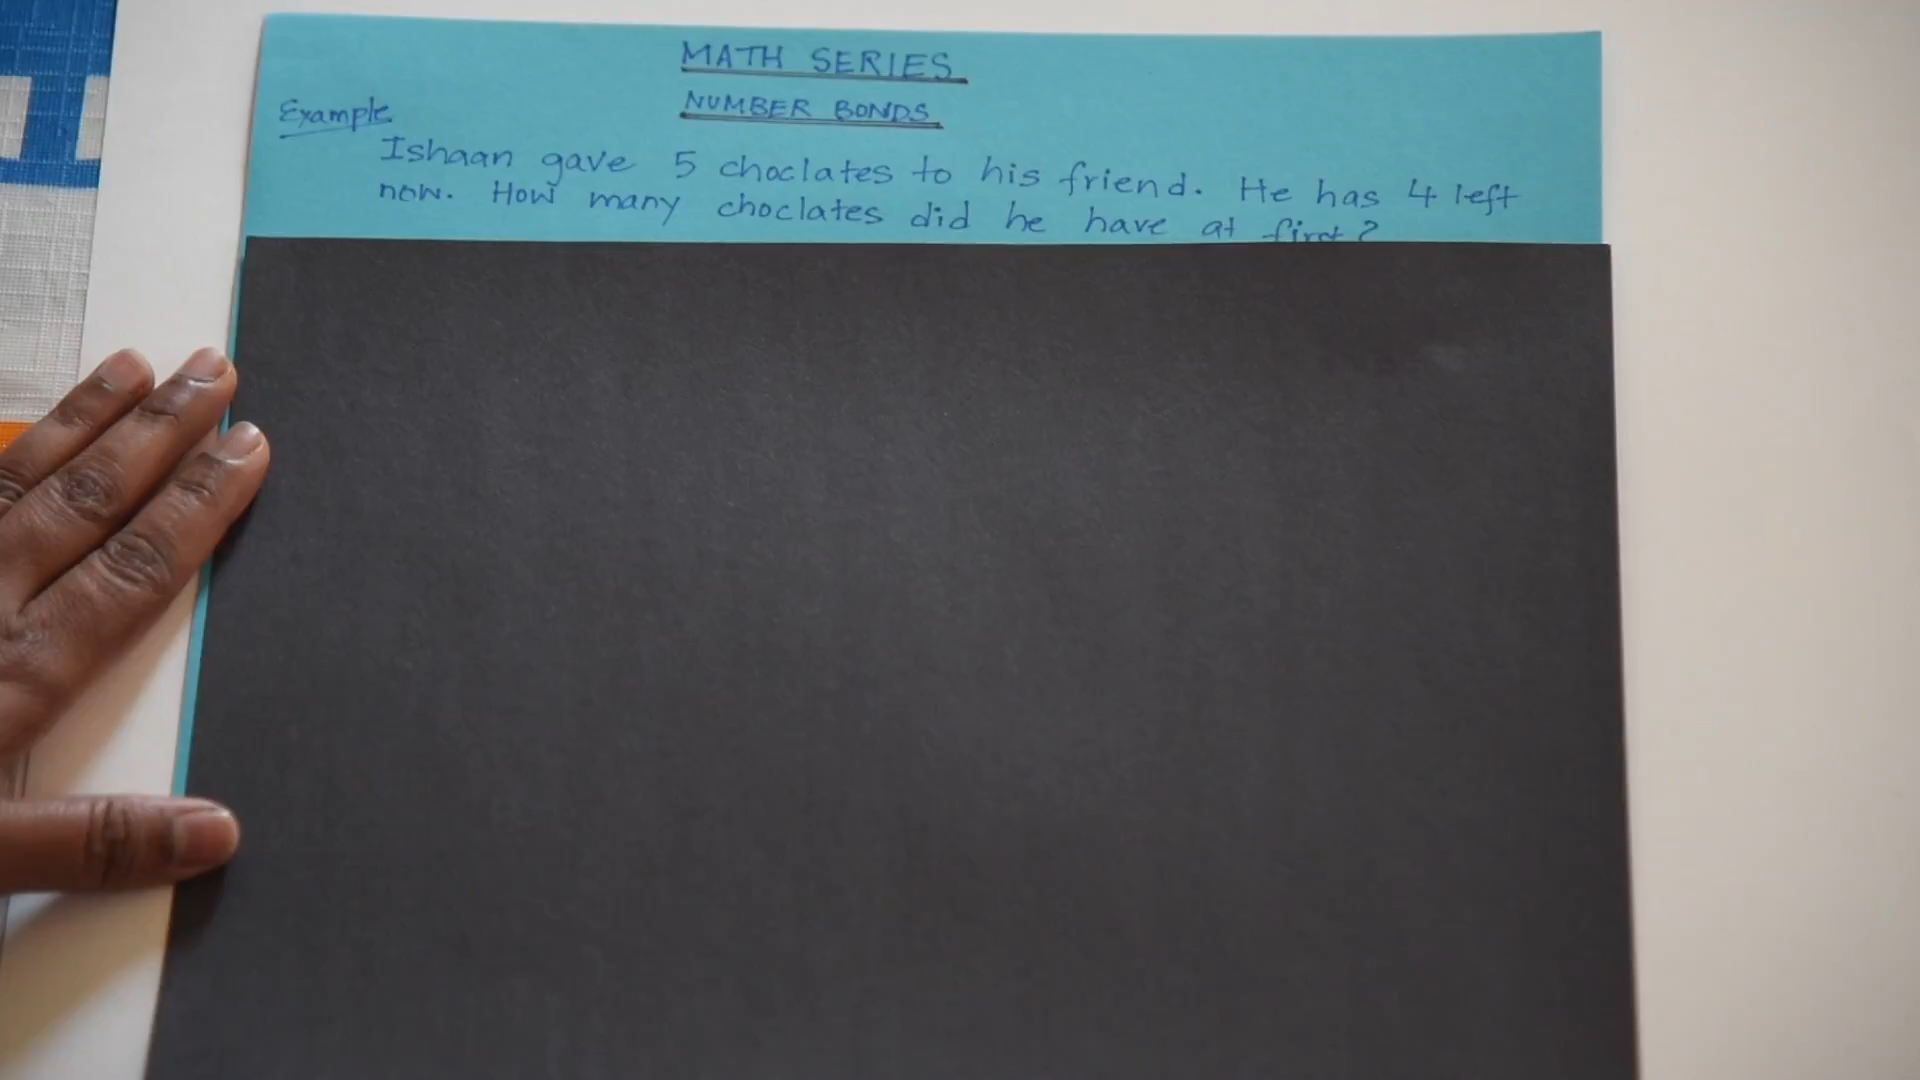 MATH SERIES
NUMBER BONDS
Example
Ishaan gave 5 choclates to his friend. He has 4 left
now. How many choclates did he have at first?